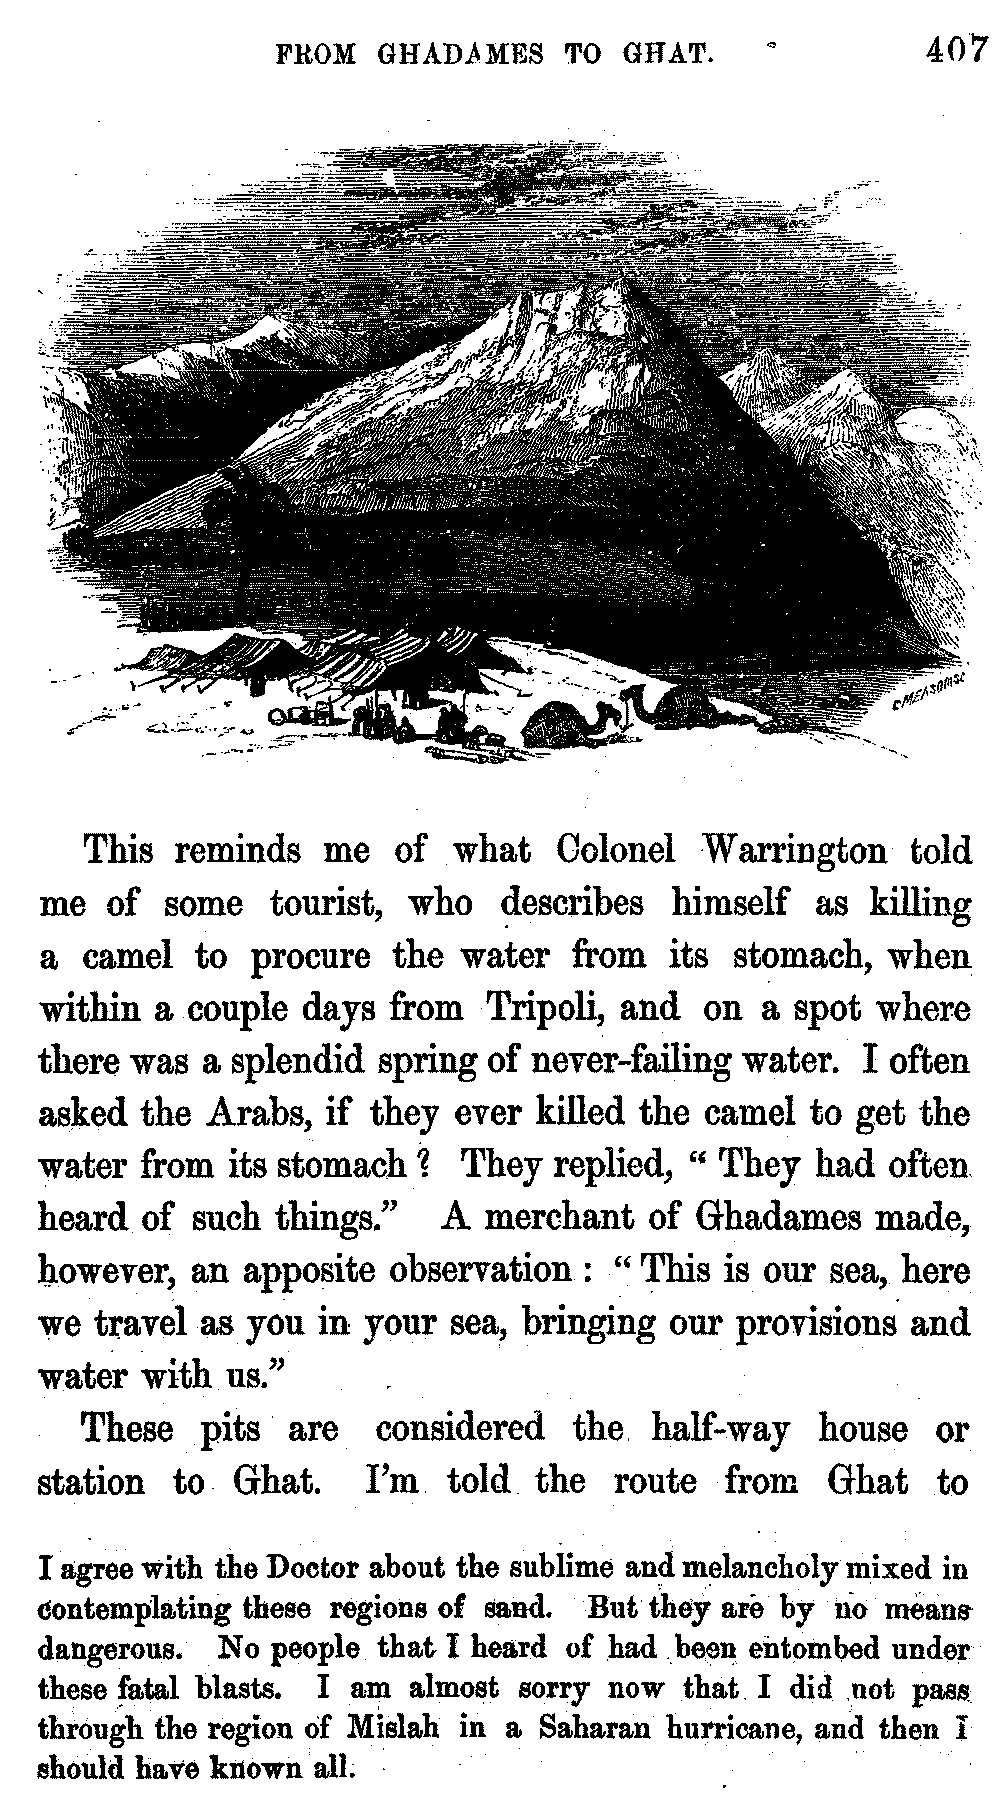 FROM GHADAMES TO GHAT. 407
C MEASOM SC
This reminds me of what Colonel Warrington told
me of some tourist, who describes himself as killing
a camel to procure the water from its stomach, when
within a couple days from Tripoli, and on a spot where
there was a splendid spring of never-failing water. I often
asked the Arabs, if they ever killed the camel to get the
water from its stomach? They replied, “They had often
heard of such things.” A merchant of Ghadames made,
however, an apposite observation: “This is our sea, here
we travel as you in your sea, bringing our provisions and
water with us.”
These pits are considered the half-way house or
station to Ghat. I’m told the route from Ghat to
I agree with the Doctor about the sublime and melancholy mixed in
contemplating these regions of sand. But they are by no means
dangerous. No people that I heard of had been entombed under
these fatal blasts. I am almost sorry now that I did not pass
through the region of Mislah in a Saharan hurricane, and then I
should have known all.